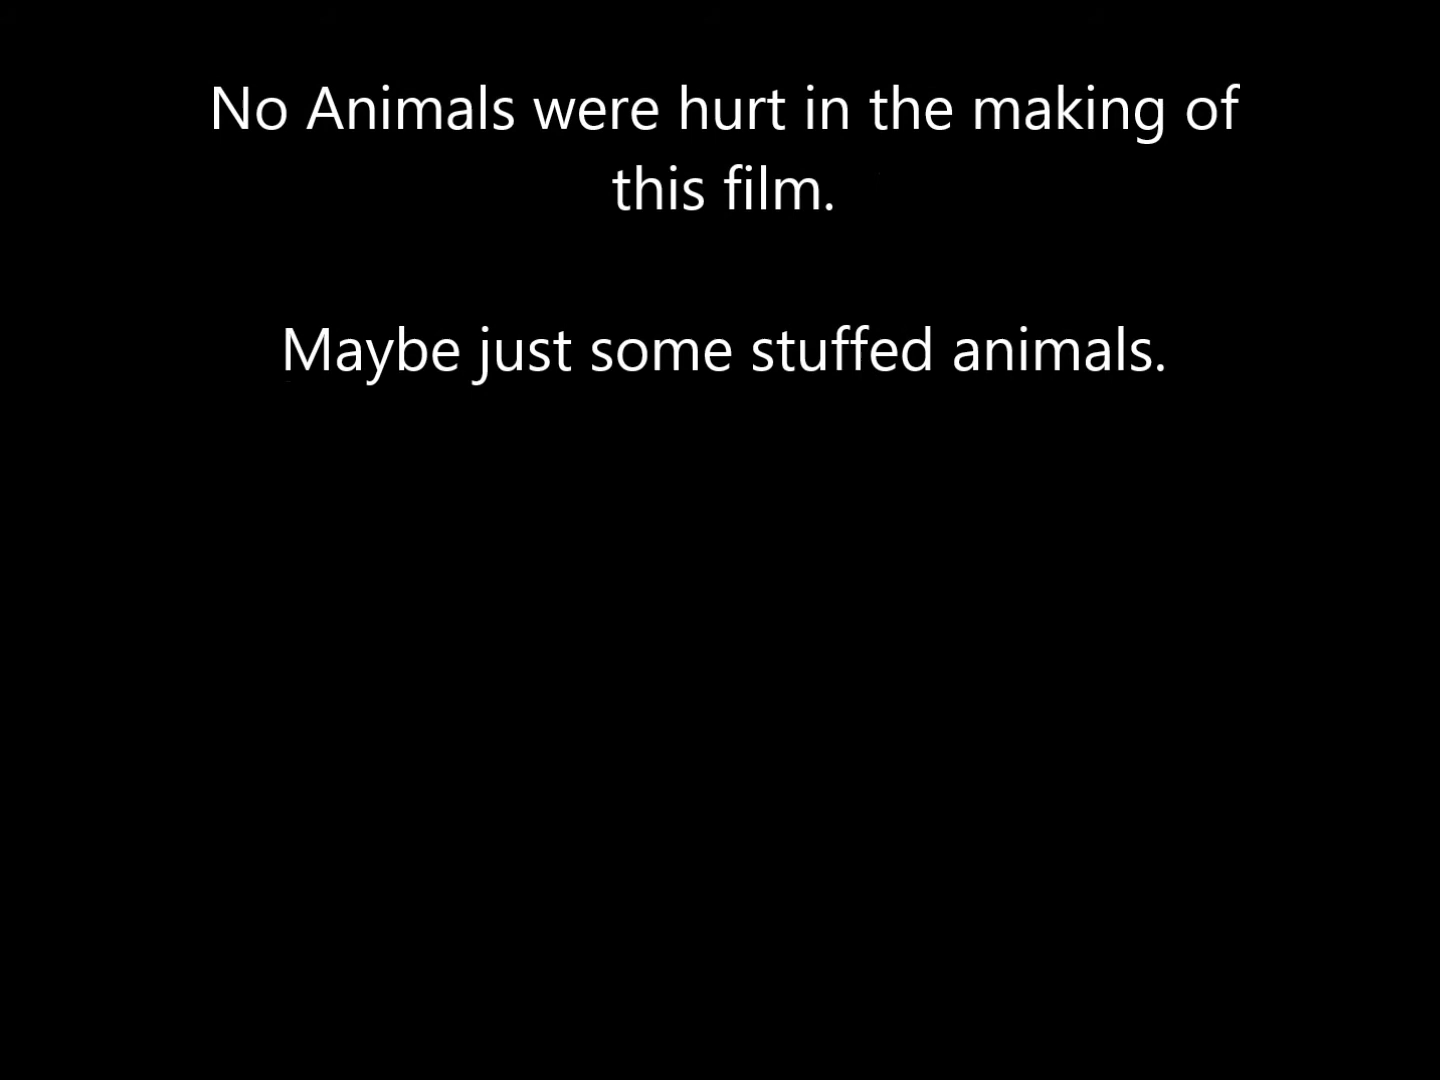 No Animals were hurt in the making of
this film.
Maybe just some stuffed animals.